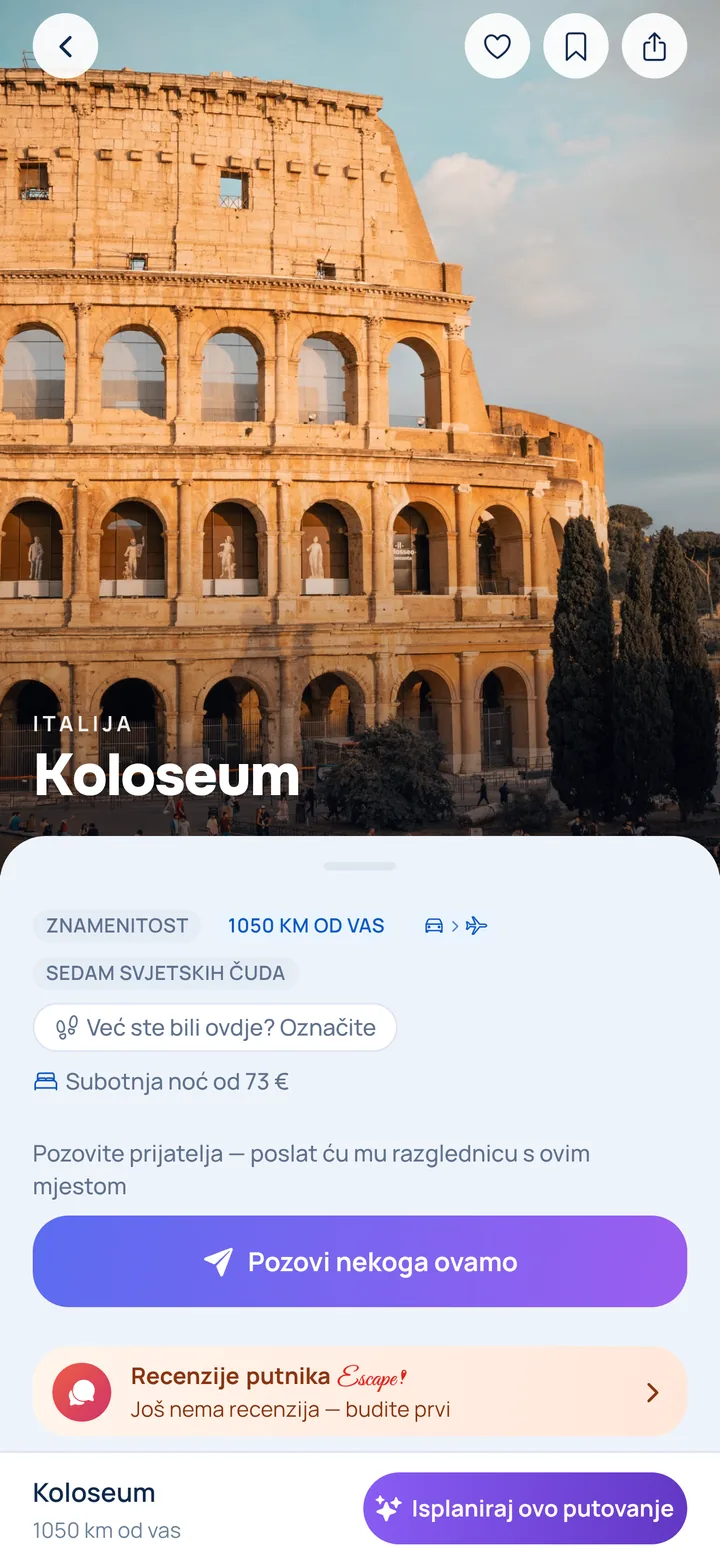 ITALIJA
Koloseum
ZNAMENITOST
1050 KM OD VAS
SEDAM SVJETSKIH ČUDA
Već ste bili ovdje? Označite
Subotnja noć od 73 €
Pozovite prijatelja — poslat ću mu razglednicu s ovim
mjestom
Pozovi nekoga ovamo
Recenzije putnika Escape!
Još nema recenzija — budite prvi
Koloseum
1050 km od vas
Isplaniraj ovo putovanje